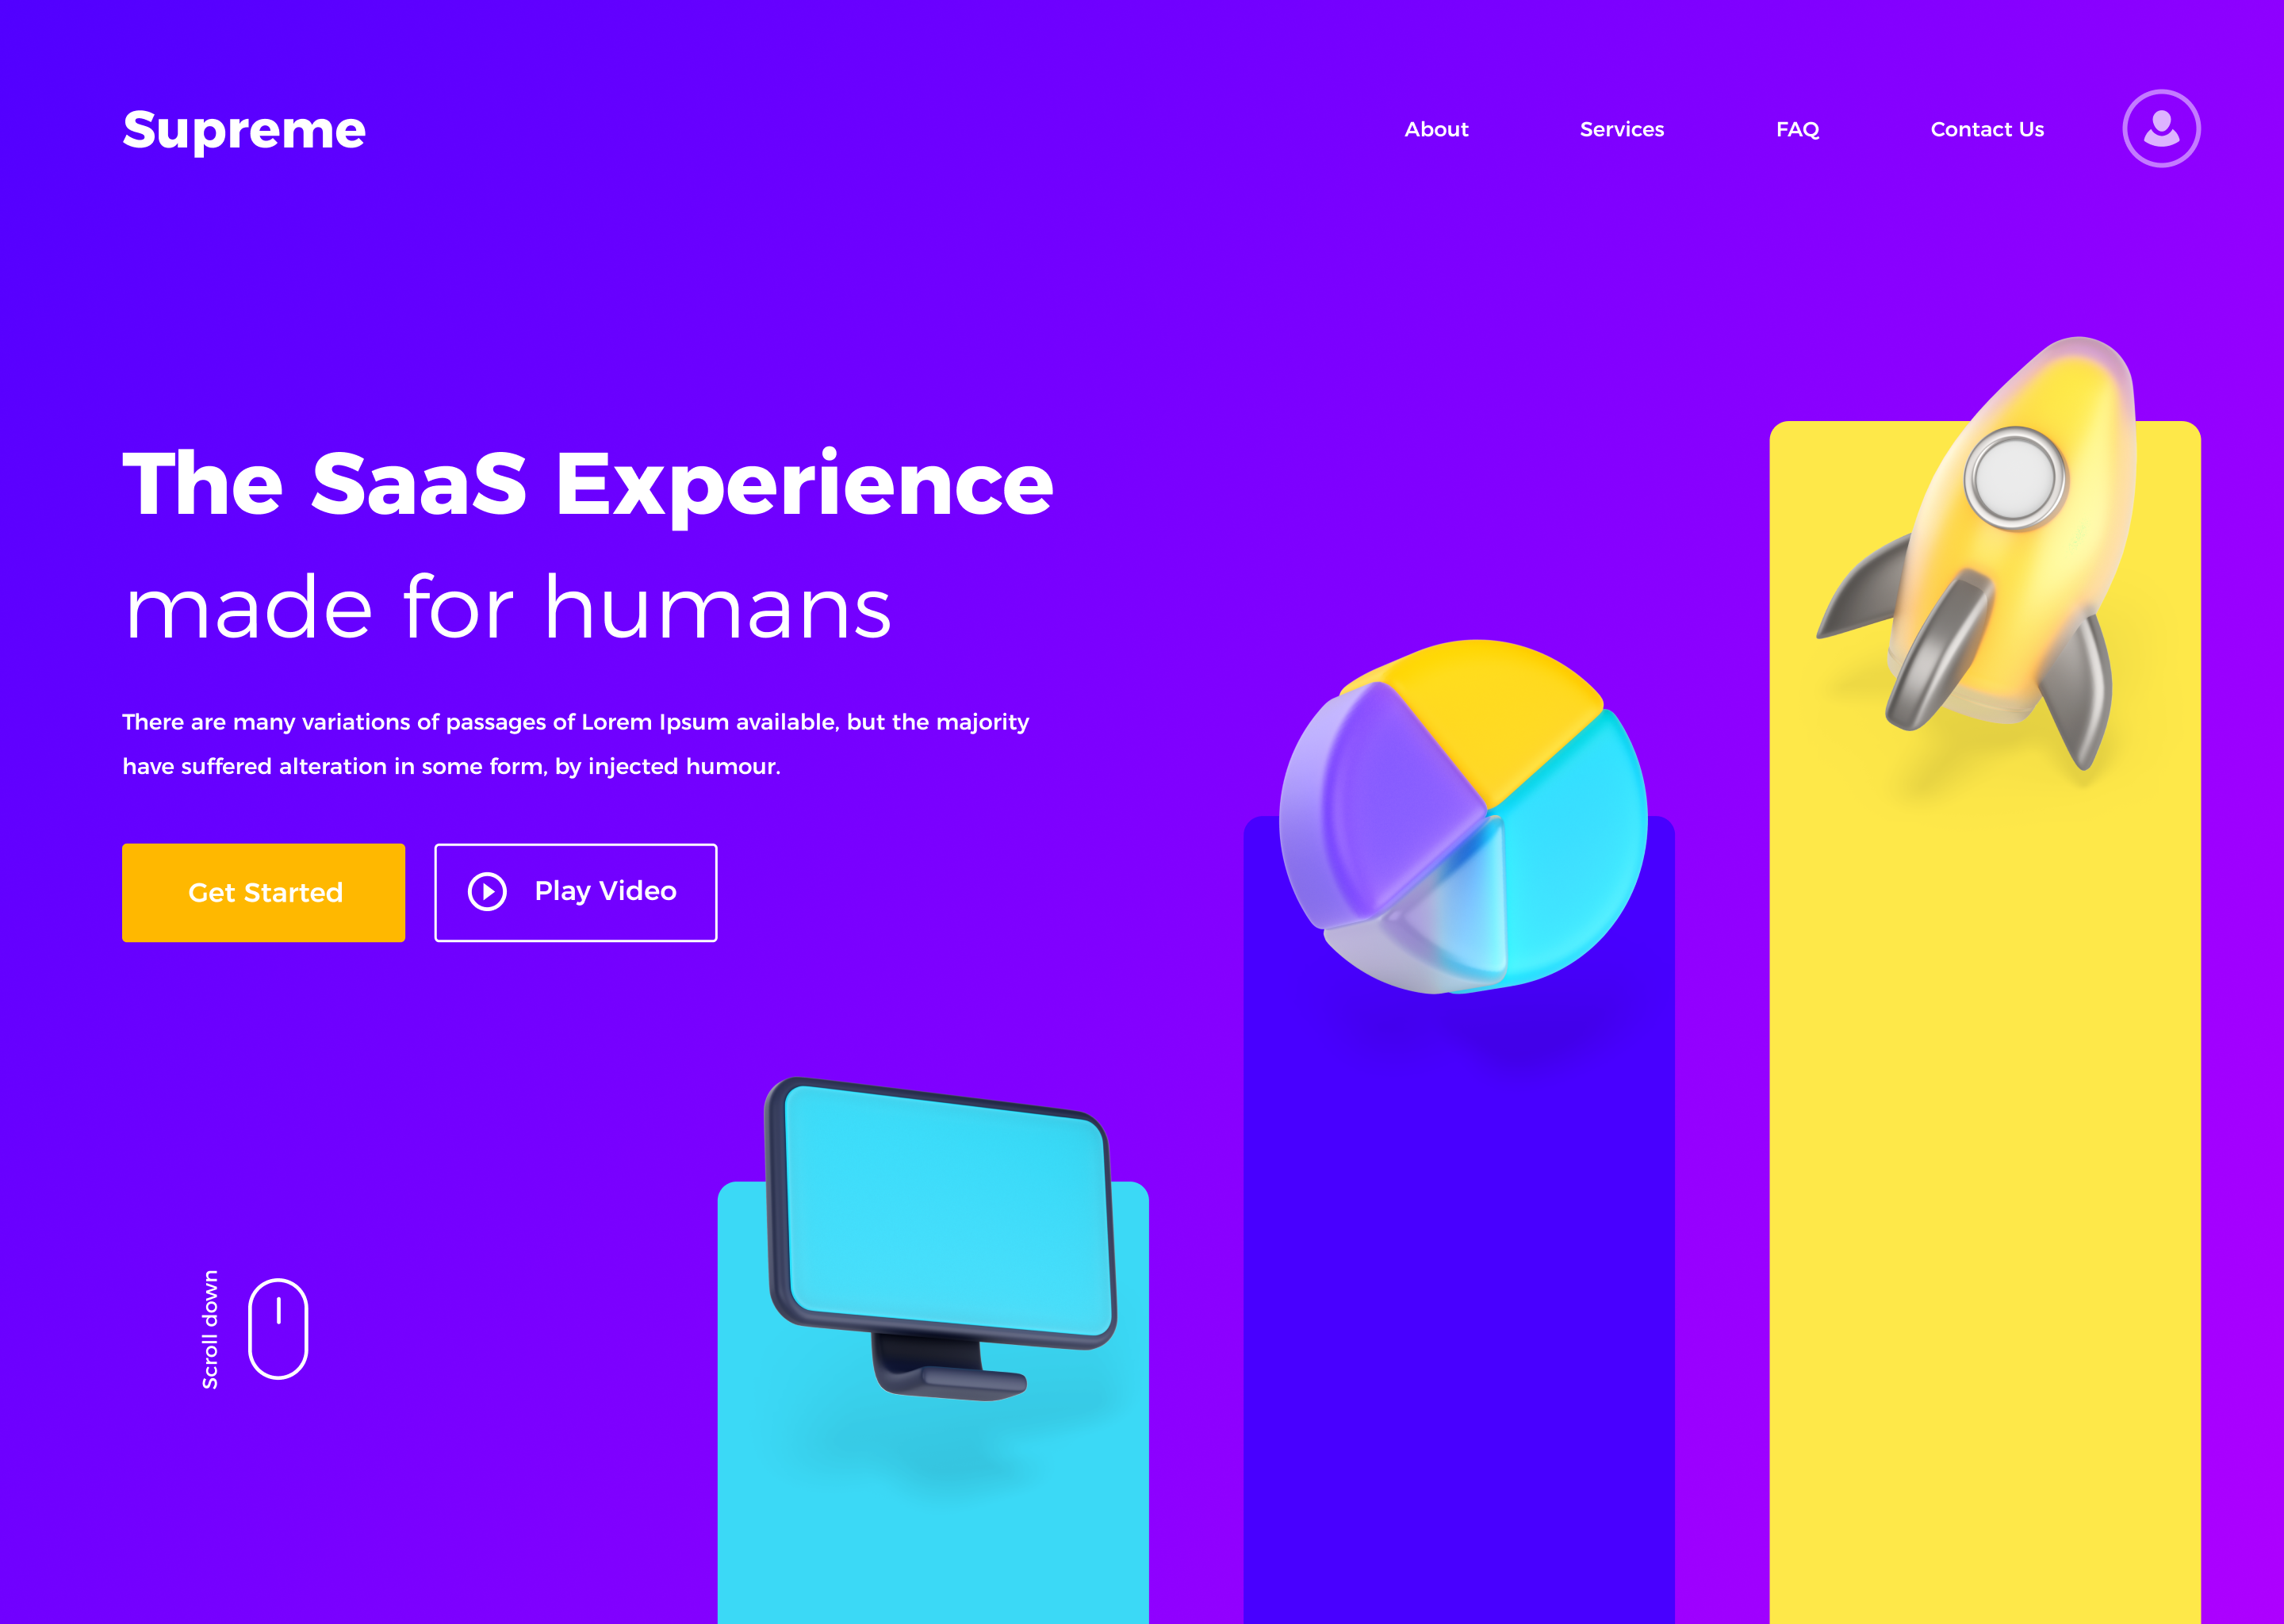 Supreme
About
Services
FAQ
Contact Us
The SaaS Experience
made for humans
There are many variations of passages of Lorem Ipsum available, but the majority
have suffered alteration in some form, by injected humour.
Get Started
Play Video
Scroll down